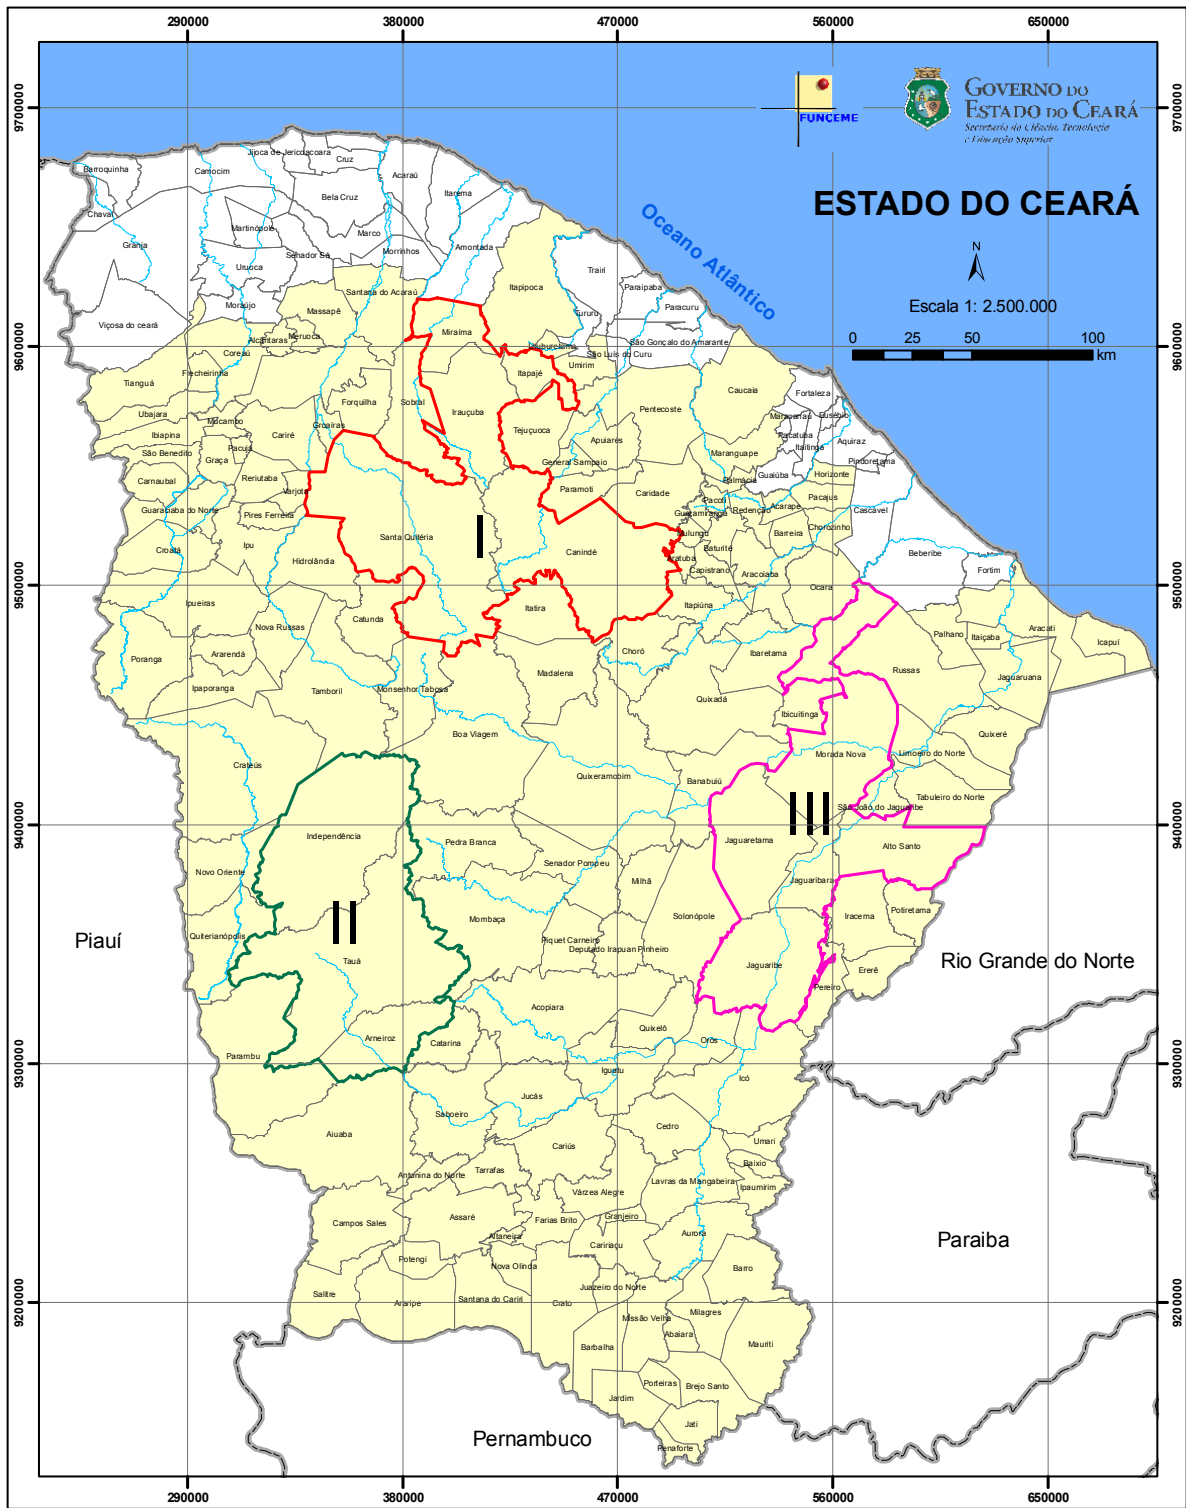 290000
380000
470000
560000
650000
9700000
9700000
FUNCEME
GOVERNO DO
ESTADO DO CEARÁ
Secretaria da Ciência, Tecnologia
e Educação Superior
ESTADO DO CEARÁ
N
Escala 1: 2.500.000
0 25 50 100
km
Oceano Atlântico
Barroquinha
Camocim
Jijoca de Jericoacoara
Cruz
Acaraú
Itarema
Chaval
Bela Cruz
Granja
Martinópole
Marco
Senador Sá
Morrinhos
Amontada
Uruoca
Moraújo
Santana do Acaraú
Itapipoca
Trairi
Paraipaba
Paracuru
Viçosa do ceará
Massapê
Miraíma
Tururu
São Gonçalo do Amarante
9600000
9600000
Alcântaras
Meruoca
Uruburetama
São Luís do Curu
Coreaú
Umirim
Frecheirinha
Itapajé
Tianguá
Forquilha
Sobral
Irauçuba
Caucaia
Fortaleza
Ubajara
Mucambo
Groaíras
Tejuçuoca
Pentecoste
Maracanaú
Eusébio
Ibiapina
Cariré
Apuiarés
Pacatuba
Aquiraz
São Benedito
Pacujá
Maranguape
Itaitinga
Graça
General Sampaio
Pindoretama
Carnaubal
Reriutaba
Varjota
Paramoti
Caridade
Palmácia
Guaiúba
Horizonte
Guaraciaba do Norte
Pires Ferreira
Pacoti
Pacajus
Guaramiranga
Redenção
Acarape
Cascavel
Croatá
Ipu
Santa Quitéria
I
Canindé
Mulungu
Barreira
Chorozinho
Hidrolândia
Aratuba
Baturité
Beberibe
Capistrano
Aracoiaba
Fortim
9500000
9500000
Ocara
Ipueiras
Catunda
Itatira
Itapiúna
Nova Russas
Palhano
Itaiçaba
Aracati
Icapuí
Poranga
Ararendá
Choró
Ibaretama
Russas
Madalena
Jaguaruana
Ipaporanga
Tamboril
Monsenhor Tabosa
Quixadá
Ibicuitinga
Boa Viagem
Quixeré
Crateús
Morada Nova
Limoeiro do Norte
Quixeramobim
Banabuiú
Tabuleiro do Norte
São João do Jaguaribe
III
9400000
9400000
Independência
Pedra Branca
Jaguaretama
Alto Santo
Senador Pompeu
Novo Oriente
Milhã
Jaguaribara
II
Mombaça
Solonópole
Iracema
Potiretama
Quiterianópolis
Piquet Carneiro
Deputado Irapuan Pinheiro
Piauí
Tauá
Jaguaribe
Ererê
Rio Grande do Norte
Pereiro
Acopiara
Arneiroz
Catarina
Quixelô
Orós
Parambu
9300000
9300000
Iguatu
Icó
Jucás
Saboeiro
Aiuaba
Cariús
Cedro
Umari
Antonina do Norte
Tarrafas
Baixio
Lavras da Mangabeira
Ipaumirim
Várzea Alegre
Campos Sales
Assaré
Farias Brito
Granjeiro
Altaneira
Aurora
Paraiba
Caririaçu
Potengi
Nova Olinda
Barro
Salitre
Juazeiro do Norte
Araripe
Santana do Cariri
Crato
9200000
9200000
Missão Velha
Milagres
Abaiara
Barbalha
Mauriti
Porteiras
Brejo Santo
Jardim
Jati
Pernambuco
Penaforte
290000
380000
470000
560000
650000